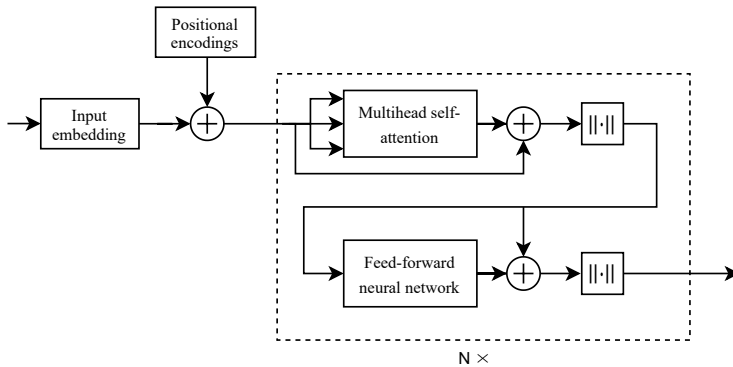 Positional
encodings
Input
embedding
Multihead self-
attention
||·||
Feed-forward
neural network
||·||
N ×